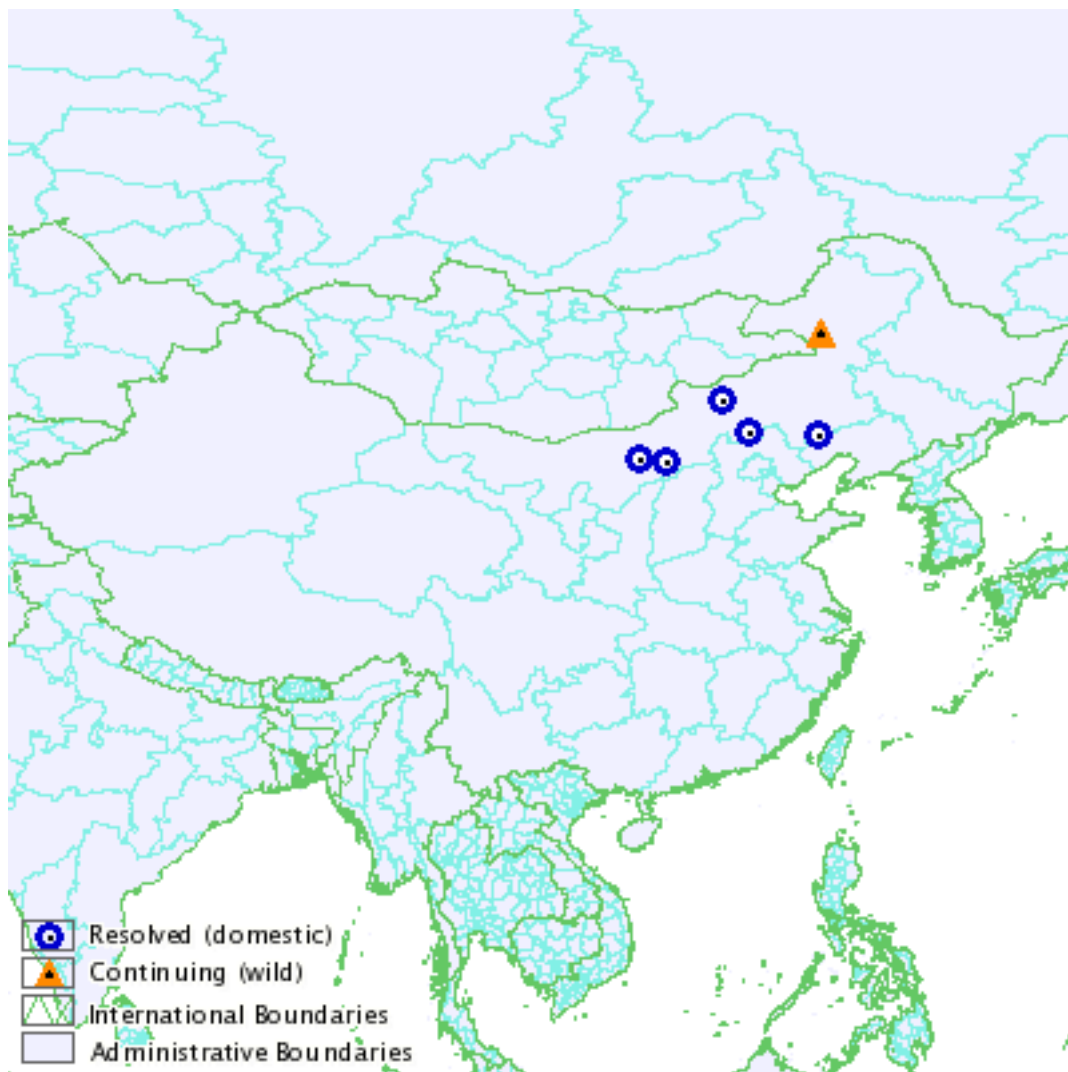 Resolved (domestic)
Continuing (wild)
International Boundaries
Administrative Boundaries